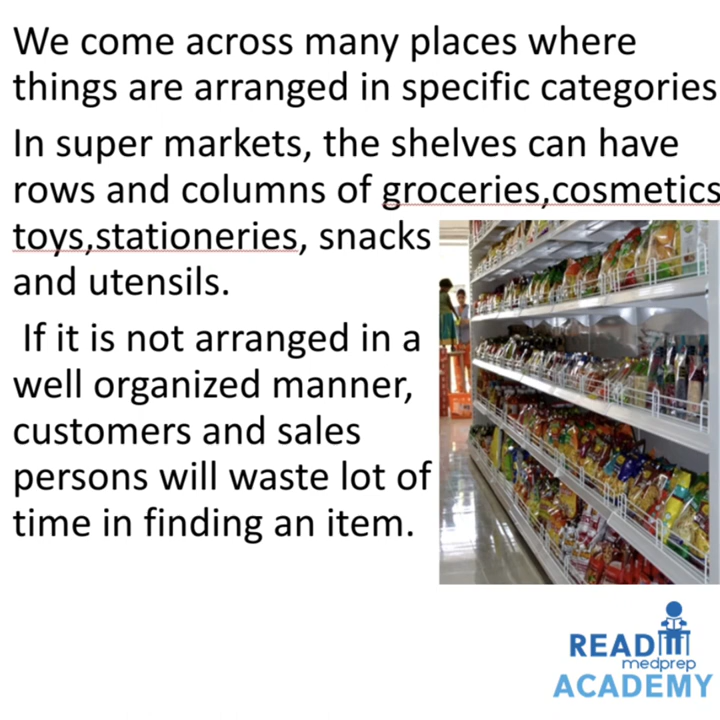 We come across many places where
things are arranged in specific categories
In super markets, the shelves can have
rows and columns of groceries,cosmetics
toys,stationeries, snacks
and utensils.
If it is not arranged in a
well organized manner,
customers and sales
persons will waste lot of
time in finding an item.
READ
medprep
ACADEMY